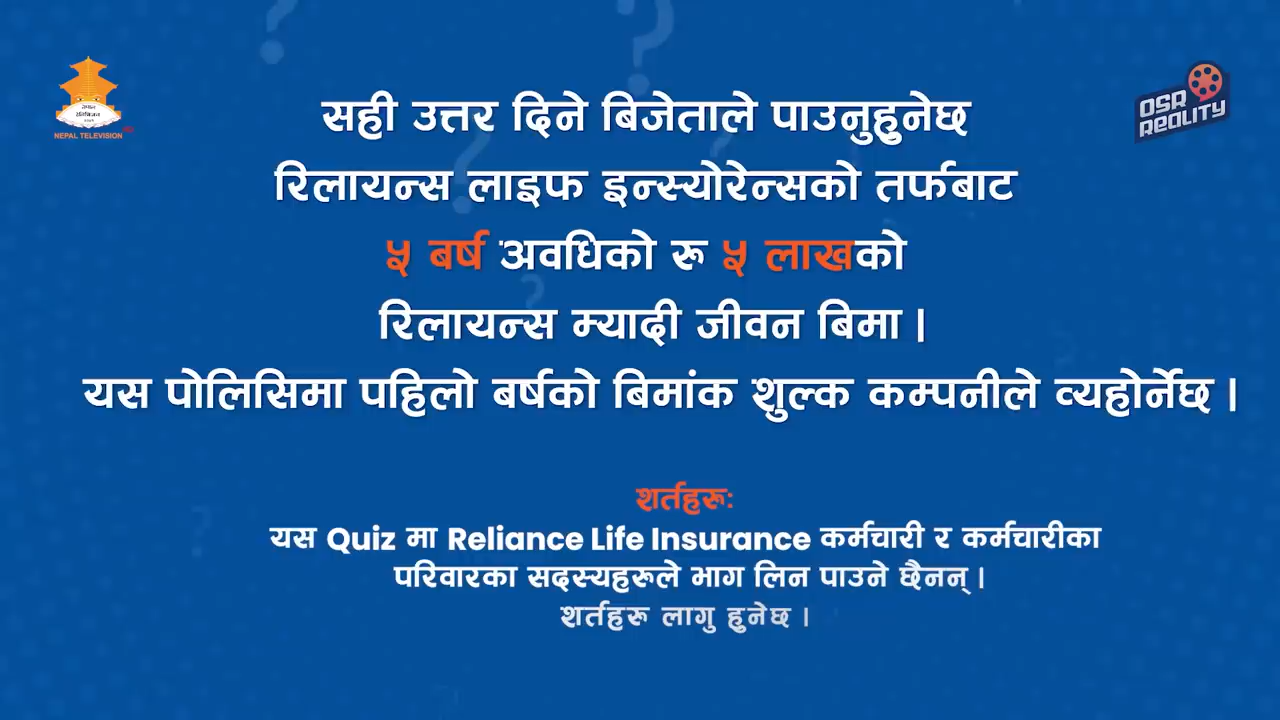 सही उत्तर दिने बिजेताले पाउनुहुनेछ
रिलायन्स लाइफ इन्स्योरेन्सको तर्फबाट
५ बर्ष अवधिको रू ५ लाखको
रिलायन्स म्यादी जीवन बिमा ।
यस पोलिसिमा पहिलो बर्षको बिमांक शुल्क कम्पनीले व्यहोर्नेछ ।
शर्तहरू:
यस Quiz मा Reliance Life Insurance कर्मचारी र कर्मचारीका
परिवारका सदस्यहरूले भाग लिन पाउने छैनन् ।
शर्तहरू लागु हुनेछ ।
नेपाल
टेलिभिजन
NEPAL TELEVISION
OSR
REALITY